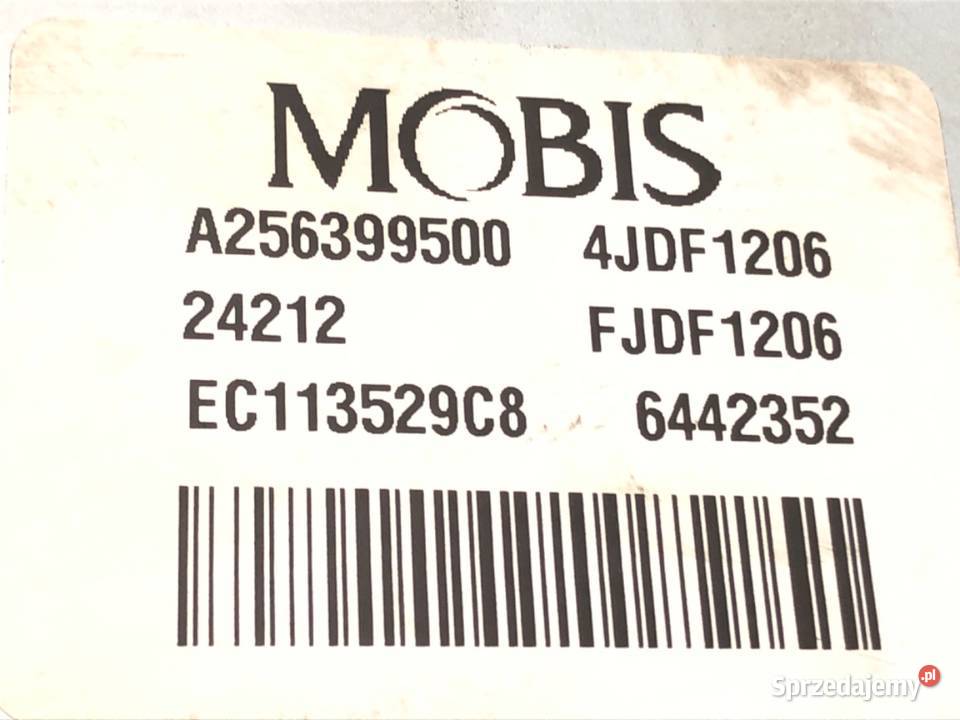 MOBIS
A256399500 4JDF1206
24212 FJDF1206
EC113529C8 6442352
Sprzedajemy.pl